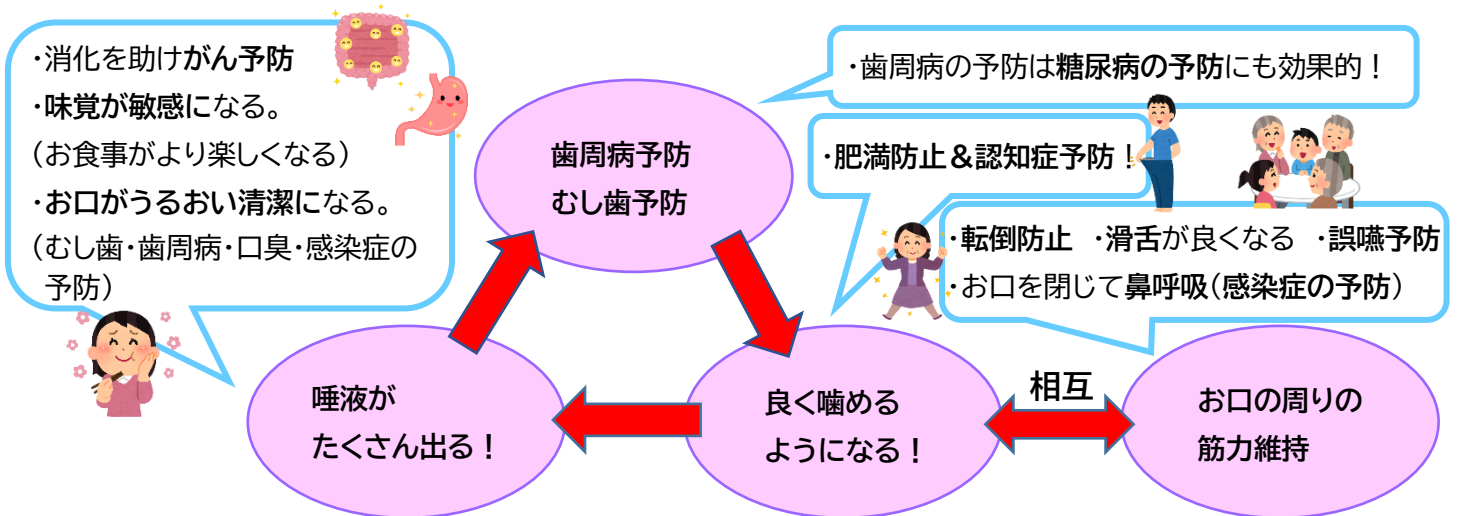 ・消化を助けがん予防
・味覚が敏感になる。
(お食事がより楽しくなる)
・お口がうるおい清潔になる。
(むし歯・歯周病・口臭・感染症の
予防)
・歯周病の予防は糖尿病の予防にも効果的！
・肥満防止＆認知症予防！
・転倒防止 ・滑舌が良くなる ・誤嚥予防
・お口を閉じて鼻呼吸(感染症の予防)
歯周病予防
むし歯予防
唾液が
たくさん出る！
良く噛める
ようになる！
相互
お口の周りの
筋力維持